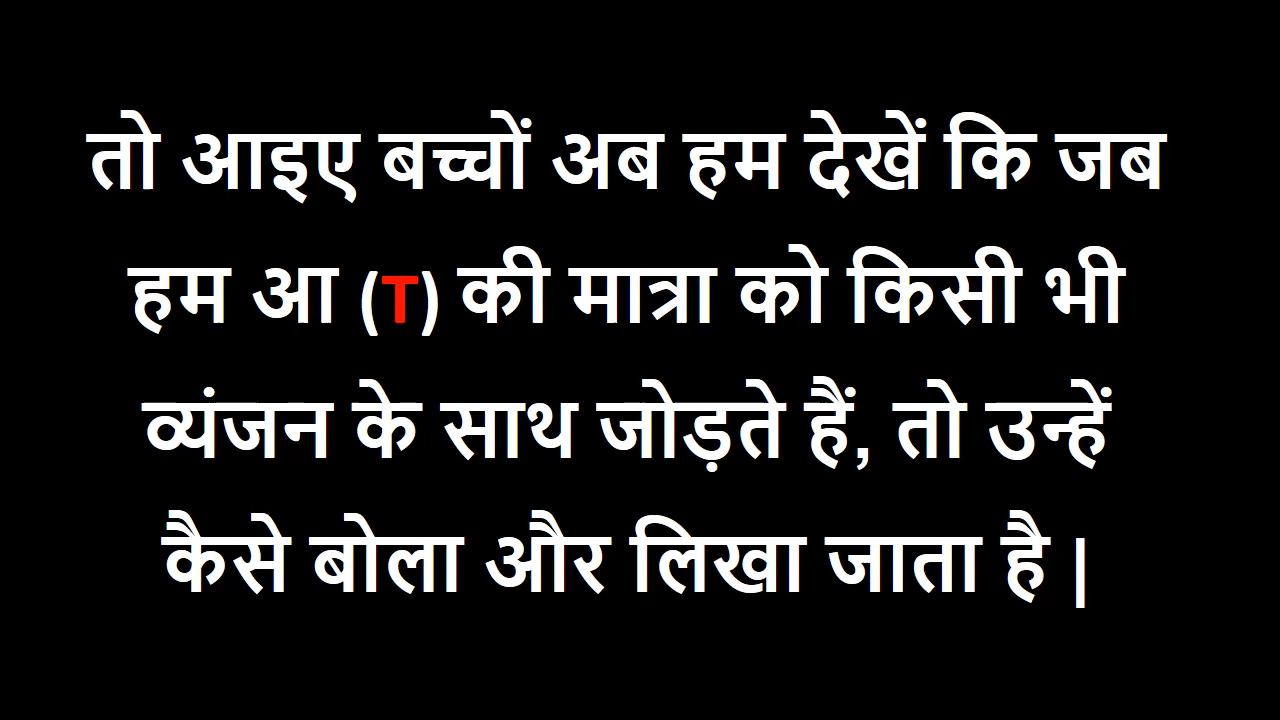 तो आइए बच्चों अब हम देखें कि जब
हम आ (T) की मात्रा को किसी भी
व्यंजन के साथ जोड़ते हैं, तो उन्हें
कैसे बोला और लिखा जाता है |